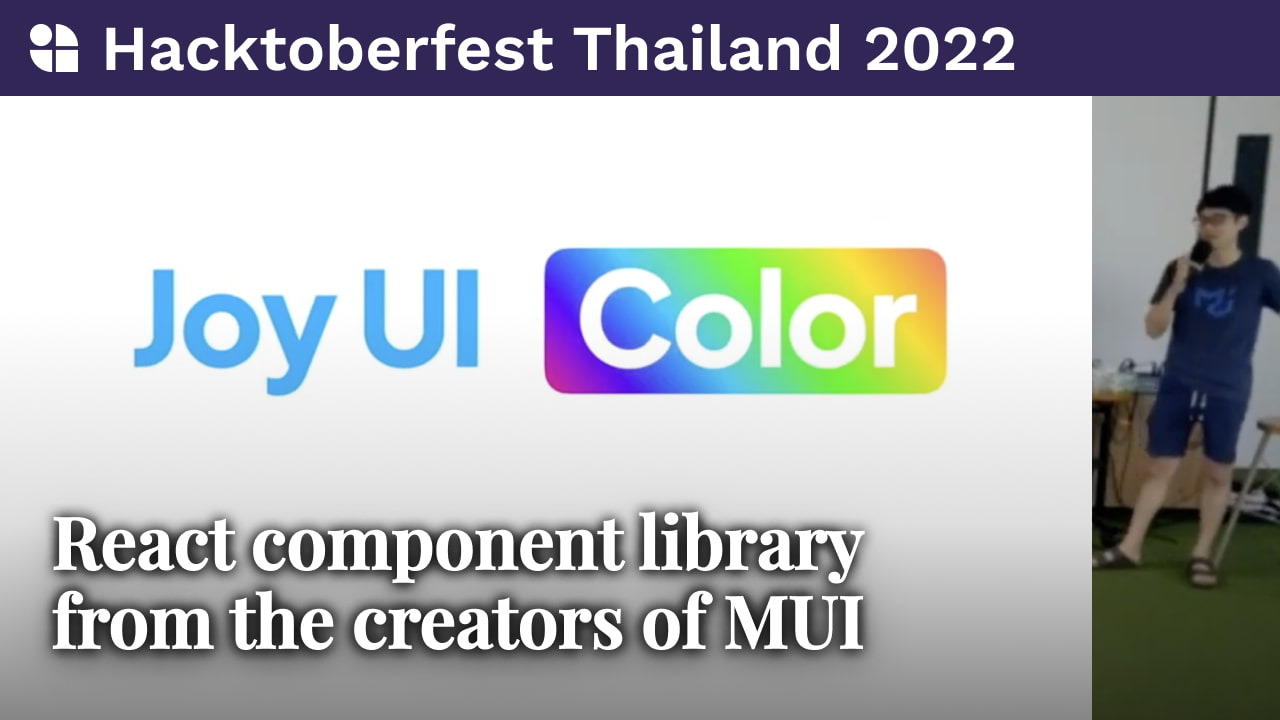 Hacktoberfest Thailand 2022
Joy UI Color
React component library
from the creators of MUI